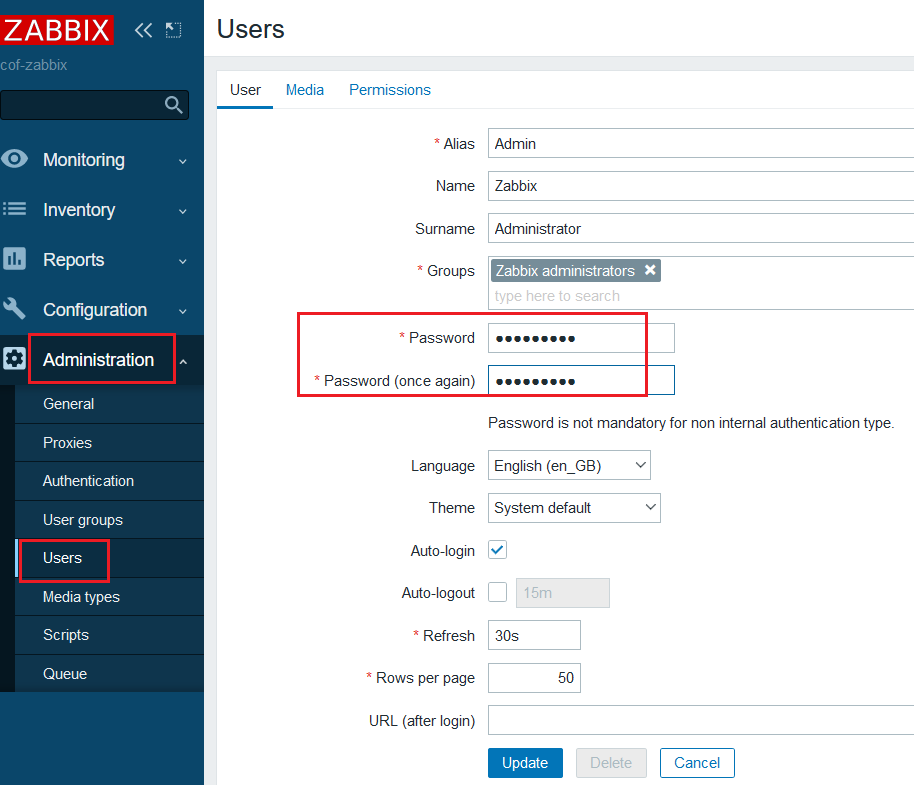 ZABBIX
cof-zabbix
Monitoring
Inventory
Reports
Configuration
Administration
General
Proxies
Authentication
User groups
Users
Media types
Scripts
Queue
Users
User Media Permissions
* Alias Admin
Name Zabbix
Surname Administrator
* Groups Zabbix administrators
type here to search
* Password ●●●●●●●●●
* Password (once again) ●●●●●●●●●
Password is not mandatory for non internal authentication type.
Language English (en_GB)
Theme System default
Auto-login
Auto-logout 15m
* Refresh 30s
* Rows per page 50
URL (after login)
Update Delete Cancel